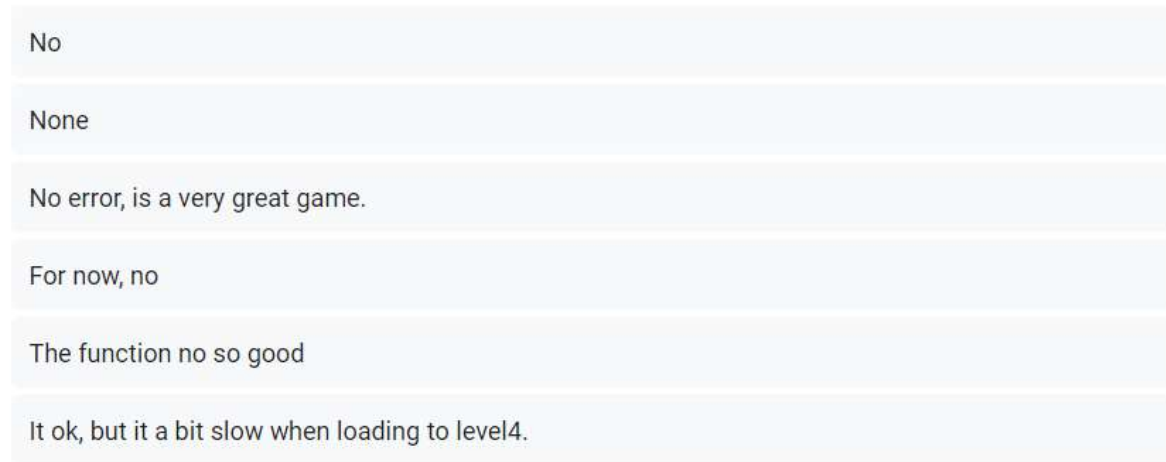 No
None
No error, is a very great game.
For now, no
The function no so good
It ok, but it a bit slow when loading to level4.